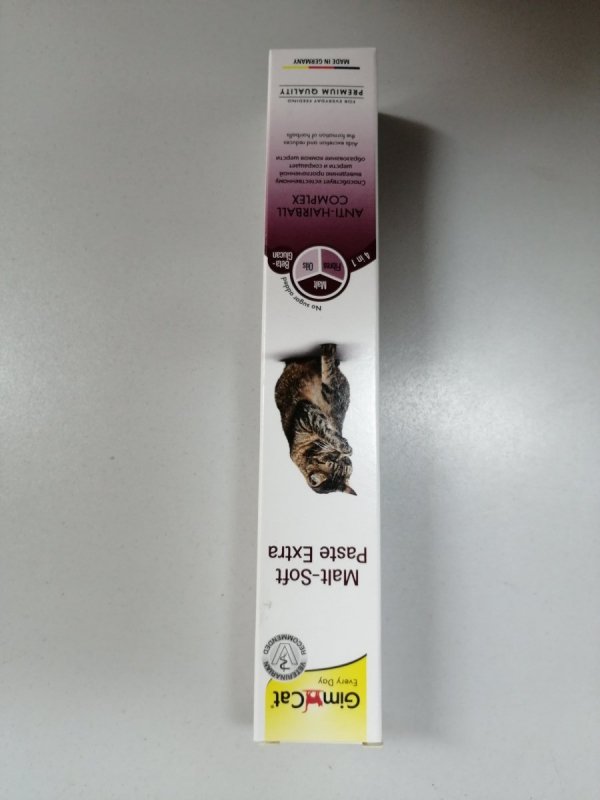 GimCat®
Every Day
VETERINARIAN
RECOMMENDED
Malt-Soft
Paste Extra
No sugar added
4 in 1
Malt
Fibres
Oils
Beta-
Glucan
ANTI-HAIRBALL
COMPLEX
Способствует естественному
выведению проглоченной
шерсти и сокращает
образование комков шерсти
Aids excretion and reduces
the formation of hairballs
FOR EVERYDAY FEEDING
PREMIUM QUALITY
MADE IN GERMANY